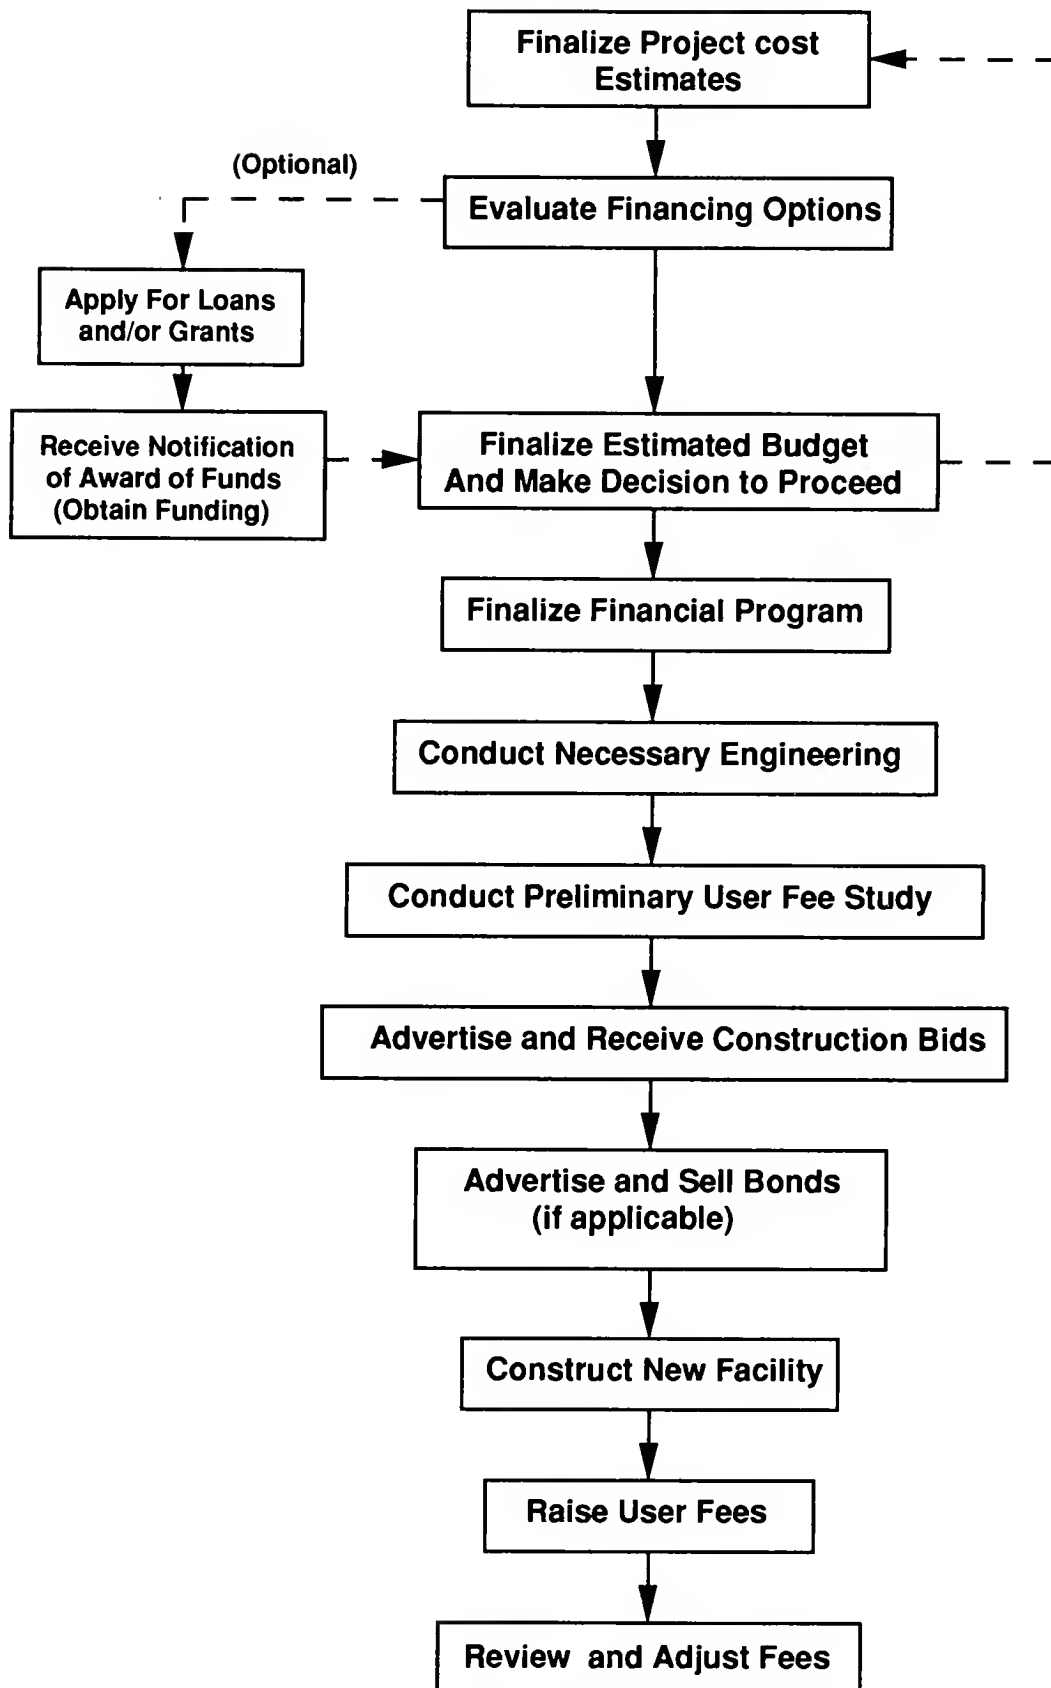 Finalize Project cost
Estimates
(Optional)
Evaluate Financing Options
Apply For Loans
and/or Grants
Receive Notification
of Award of Funds
(Obtain Funding)
Finalize Estimated Budget
And Make Decision to Proceed
Finalize Financial Program
Conduct Necessary Engineering
Conduct Preliminary User Fee Study
Advertise and Receive Construction Bids
Advertise and Sell Bonds
(if applicable)
Construct New Facility
Raise User Fees
Review and Adjust Fees